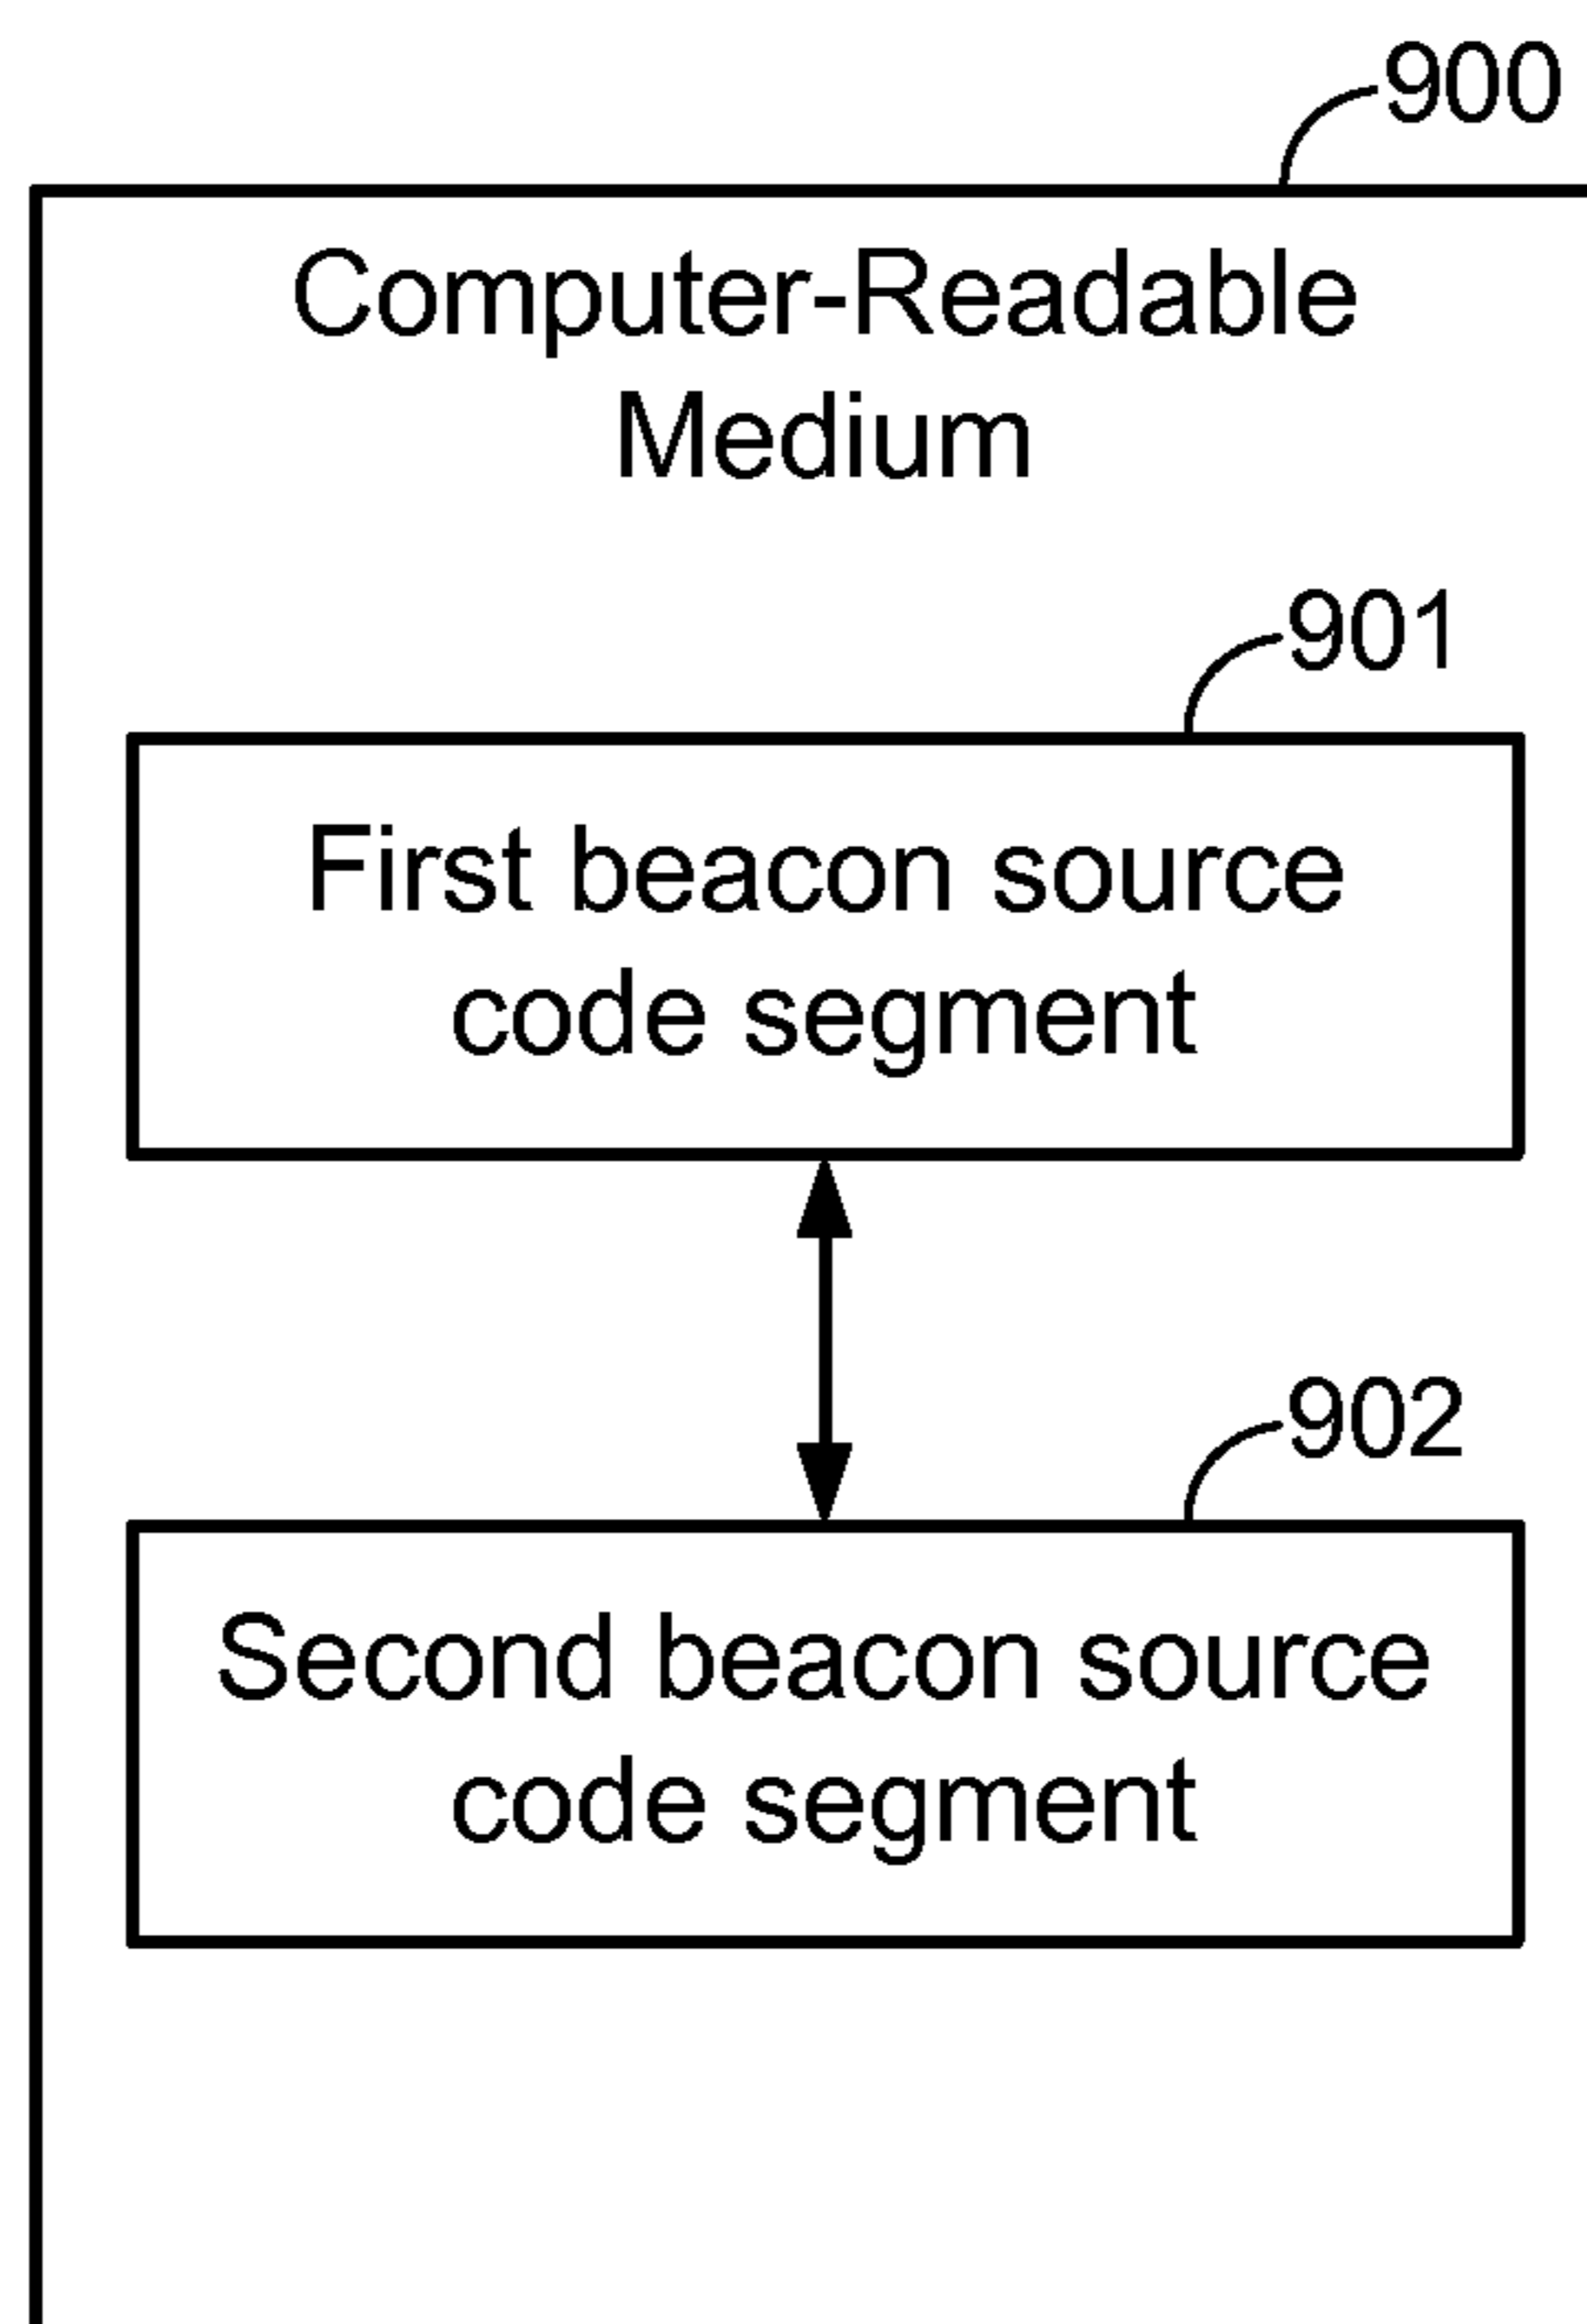 900
Computer-Readable
Medium
901
First beacon source
code segment
902
Second beacon source
code segment